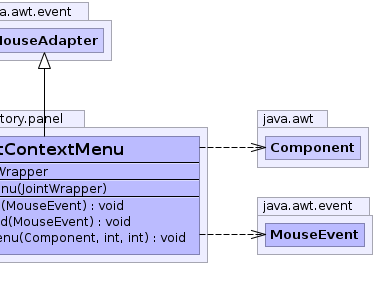 a.awt.event
MouseAdapter
tory.panel
java.awt
tContextMenu
Component
Wrapper
nu(JointWrapper)
(MouseEvent) : void
java.awt.event
d(MouseEvent) : void
MouseEvent
enu(Component, int, int) : void